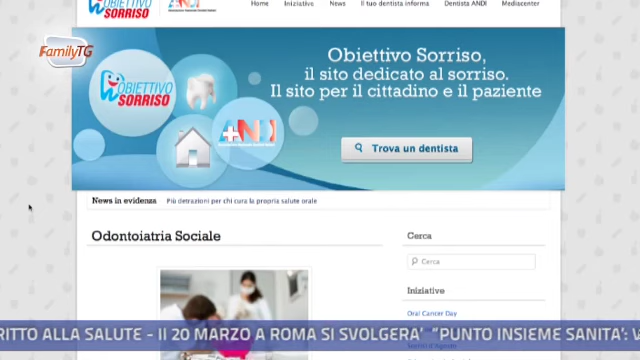 OBIETTIVO
SORRISO
ANDI
Home
Iniziative
News
Il tuo dentista informa
Dentista ANDI
Mediacenter
FamilyTG
Obiettivo Sorriso,
il sito dedicato al sorriso.
Il sito per il cittadino e il paziente
OBIETTIVO
SORRISO
ANDI
Trova un dentista
News in evidenza
Più detrazioni per chi cura la propria salute orale
Odontoiatria Sociale
Cerca
Cerca
Iniziative
Oral Cancer Day
RITTO ALLA SALUTE - Il 20 MARZO A ROMA SI SVOLGERA' "PUNTO INSIEME SANITA': V